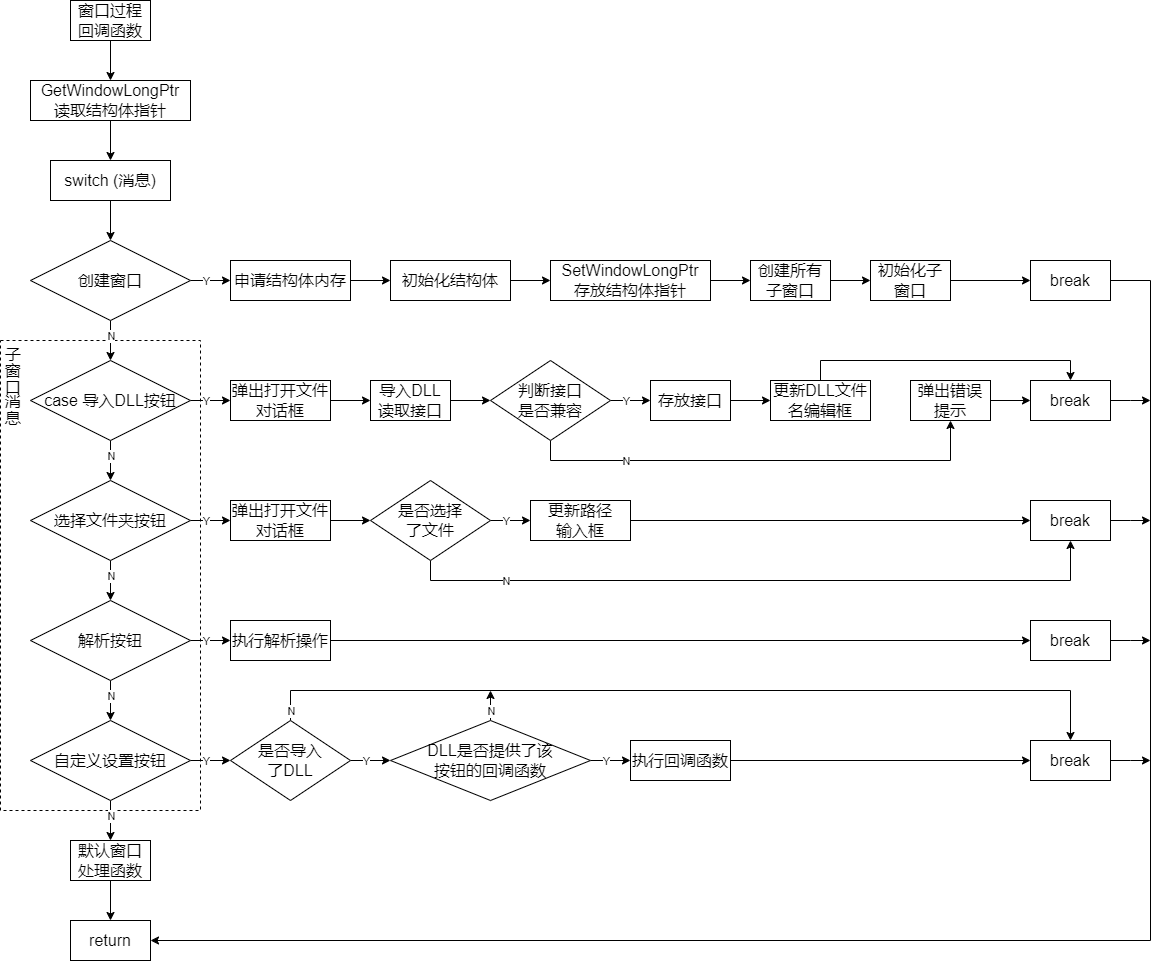 窗口过程
回调函数
GetWindowLongPtr
读取结构体指针
switch (消息)
创建窗口
Y
申请结构体内存
初始化结构体
SetWindowLongPtr
存放结构体指针
创建所有
子窗口
初始化子
窗口
break
N
子窗口消息
case 导入DLL按钮
Y
弹出打开文件
对话框
导入DLL
读取接口
判断接口
是否兼容
Y
存放接口
更新DLL文件
名编辑框
弹出错误
提示
break
N
N
选择文件夹按钮
Y
弹出打开文件
对话框
是否选择
了文件
Y
更新路径
输入框
break
N
N
解析按钮
Y
执行解析操作
break
N
N
N
自定义设置按钮
Y
是否导入
了DLL
Y
DLL是否提供了该
按钮的回调函数
Y
执行回调函数
break
N
默认窗口
处理函数
return